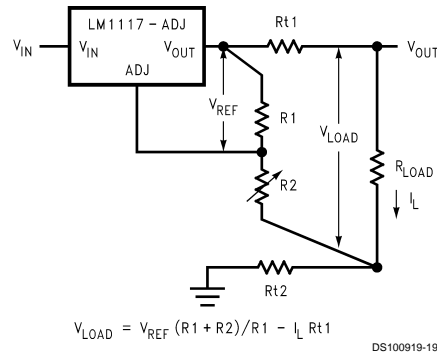 LM1117-ADJ
Rt1
V_IN
V_IN
V_OUT
V_OUT
ADJ
V_REF
R1
V_LOAD
R_LOAD
R2
I_L
Rt2
V_LOAD = V_REF (R1 + R2)/R1 - I_L Rt1
DS100919-19